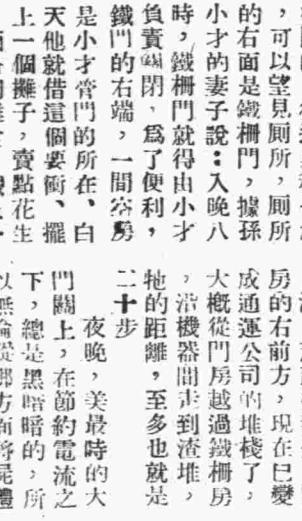 ，可以望見厠所，厠所
的右面是鐵柵門，據孫
小才的妻子說：入晚八
時，鐵柵門就得由小才
負責鎖閉，爲了便利，
鐵門的右端，一間谷房
是小才管門的所在、白
天他就借這個要衝、擺
上一個攤子，賣點花生
房的右前方，現在已變
成通運公司的堆棧了，
大概從門房越過鐵柵房
，沿機器間走到渣堆，
牠的距離，至多也就是
二十步
夜晚，美最時的大
門關上，在節約電流之
下，總是黑暗暗的，所
以無論從那方面將屍體